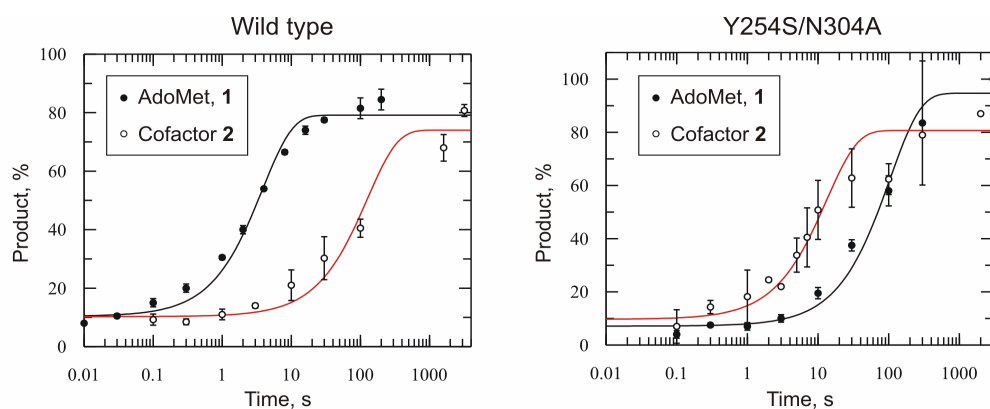 Wild type
100
80
60
40
20
0
Product, %
AdoMet, 1
Cofactor 2
0.01 0.1 1 10 100 1000
Time, s
Y254S/N304A
100
80
60
40
20
0
Product, %
AdoMet, 1
Cofactor 2
0.01 0.1 1 10 100 1000
Time, s